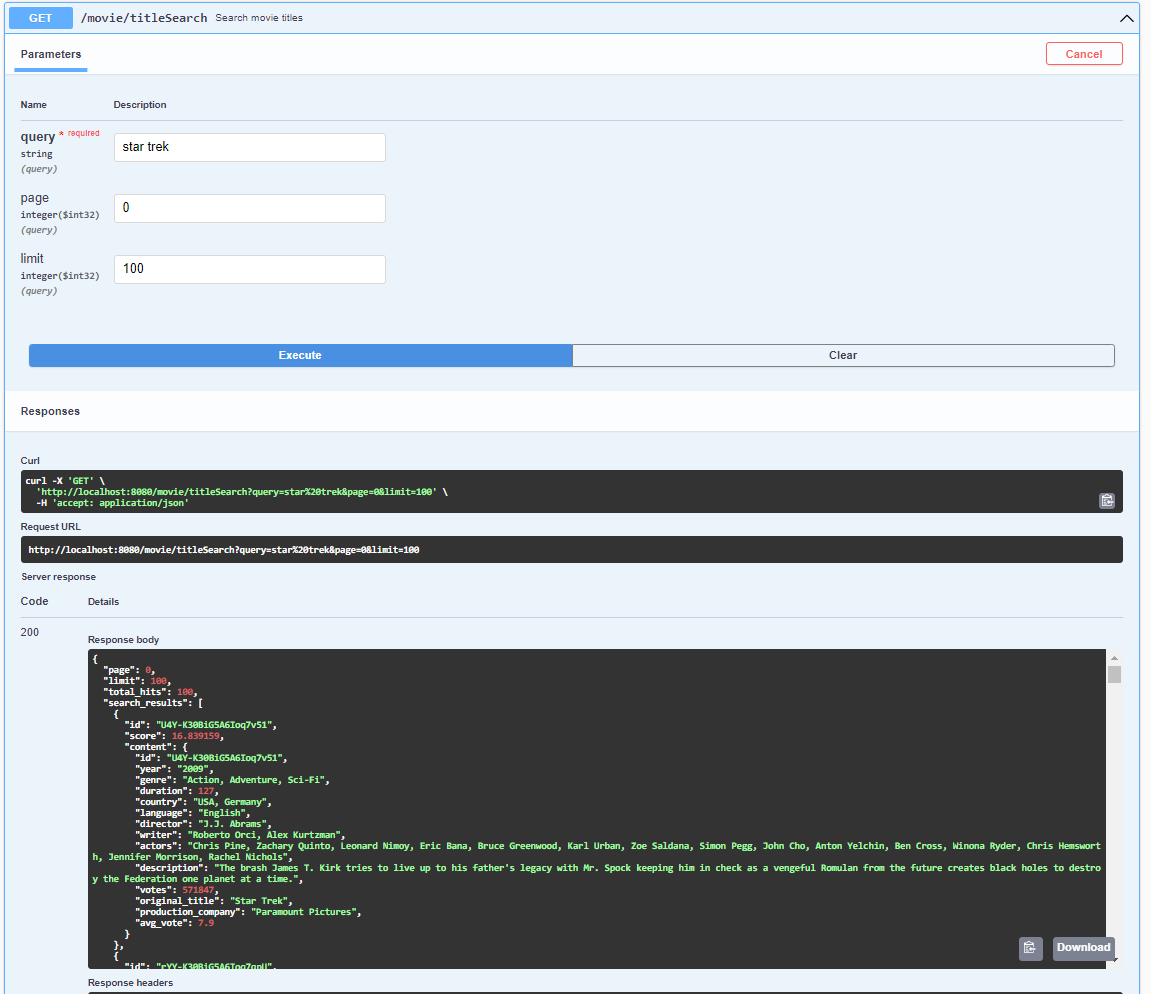 GET /movie/titleSearch Search movie titles
Parameters
Cancel
Name Description
query * required
string
(query)
star trek
page
integer($int32)
(query)
0
limit
integer($int32)
(query)
100
Execute
Clear
Responses
Curl
curl -X 'GET' \
'http://localhost:8080/movie/titleSearch?query=star%20trek&page=0&limit=100' \
-H 'accept: application/json'
Request URL
http://localhost:8080/movie/titleSearch?query=star%20trek&page=0&limit=100
Server response
Code Details
200
Response body
{
"page": 0,
"limit": 100,
"total_hits": 100,
"search_results": [
{
"id": "U4Y-K30BiG5A6Ioq7v51",
"score": 16.839159,
"content": {
"id": "U4Y-K30BiG5A6Ioq7v51",
"year": "2009",
"genre": "Action, Adventure, Sci-Fi",
"duration": 127,
"country": "USA, Germany",
"language": "English",
"director": "J.J. Abrams",
"writer": "Roberto Orci, Alex Kurtzman",
"actors": "Chris Pine, Zachary Quinto, Leonard Nimoy, Eric Bana, Bruce Greenwood, Karl Urban, Zoe Saldana, Simon Pegg, John Cho, Anton Yelchin, Ben Cross, Winona Ryder, Chris Hemswort
h, Jennifer Morrison, Rachel Nichols",
"description": "The brash James T. Kirk tries to live up to his father's legacy with Mr. Spock keeping him in check as a vengeful Romulan from the future creates black holes to destro
y the Federation one planet at a time.",
"votes": 571847,
"original_title": "Star Trek",
"production_company": "Paramount Pictures",
"avg_vote": 7.9
}
},
{
"id": "rYY-K30BiG5A6Ioq7gpU",
Download
Response headers